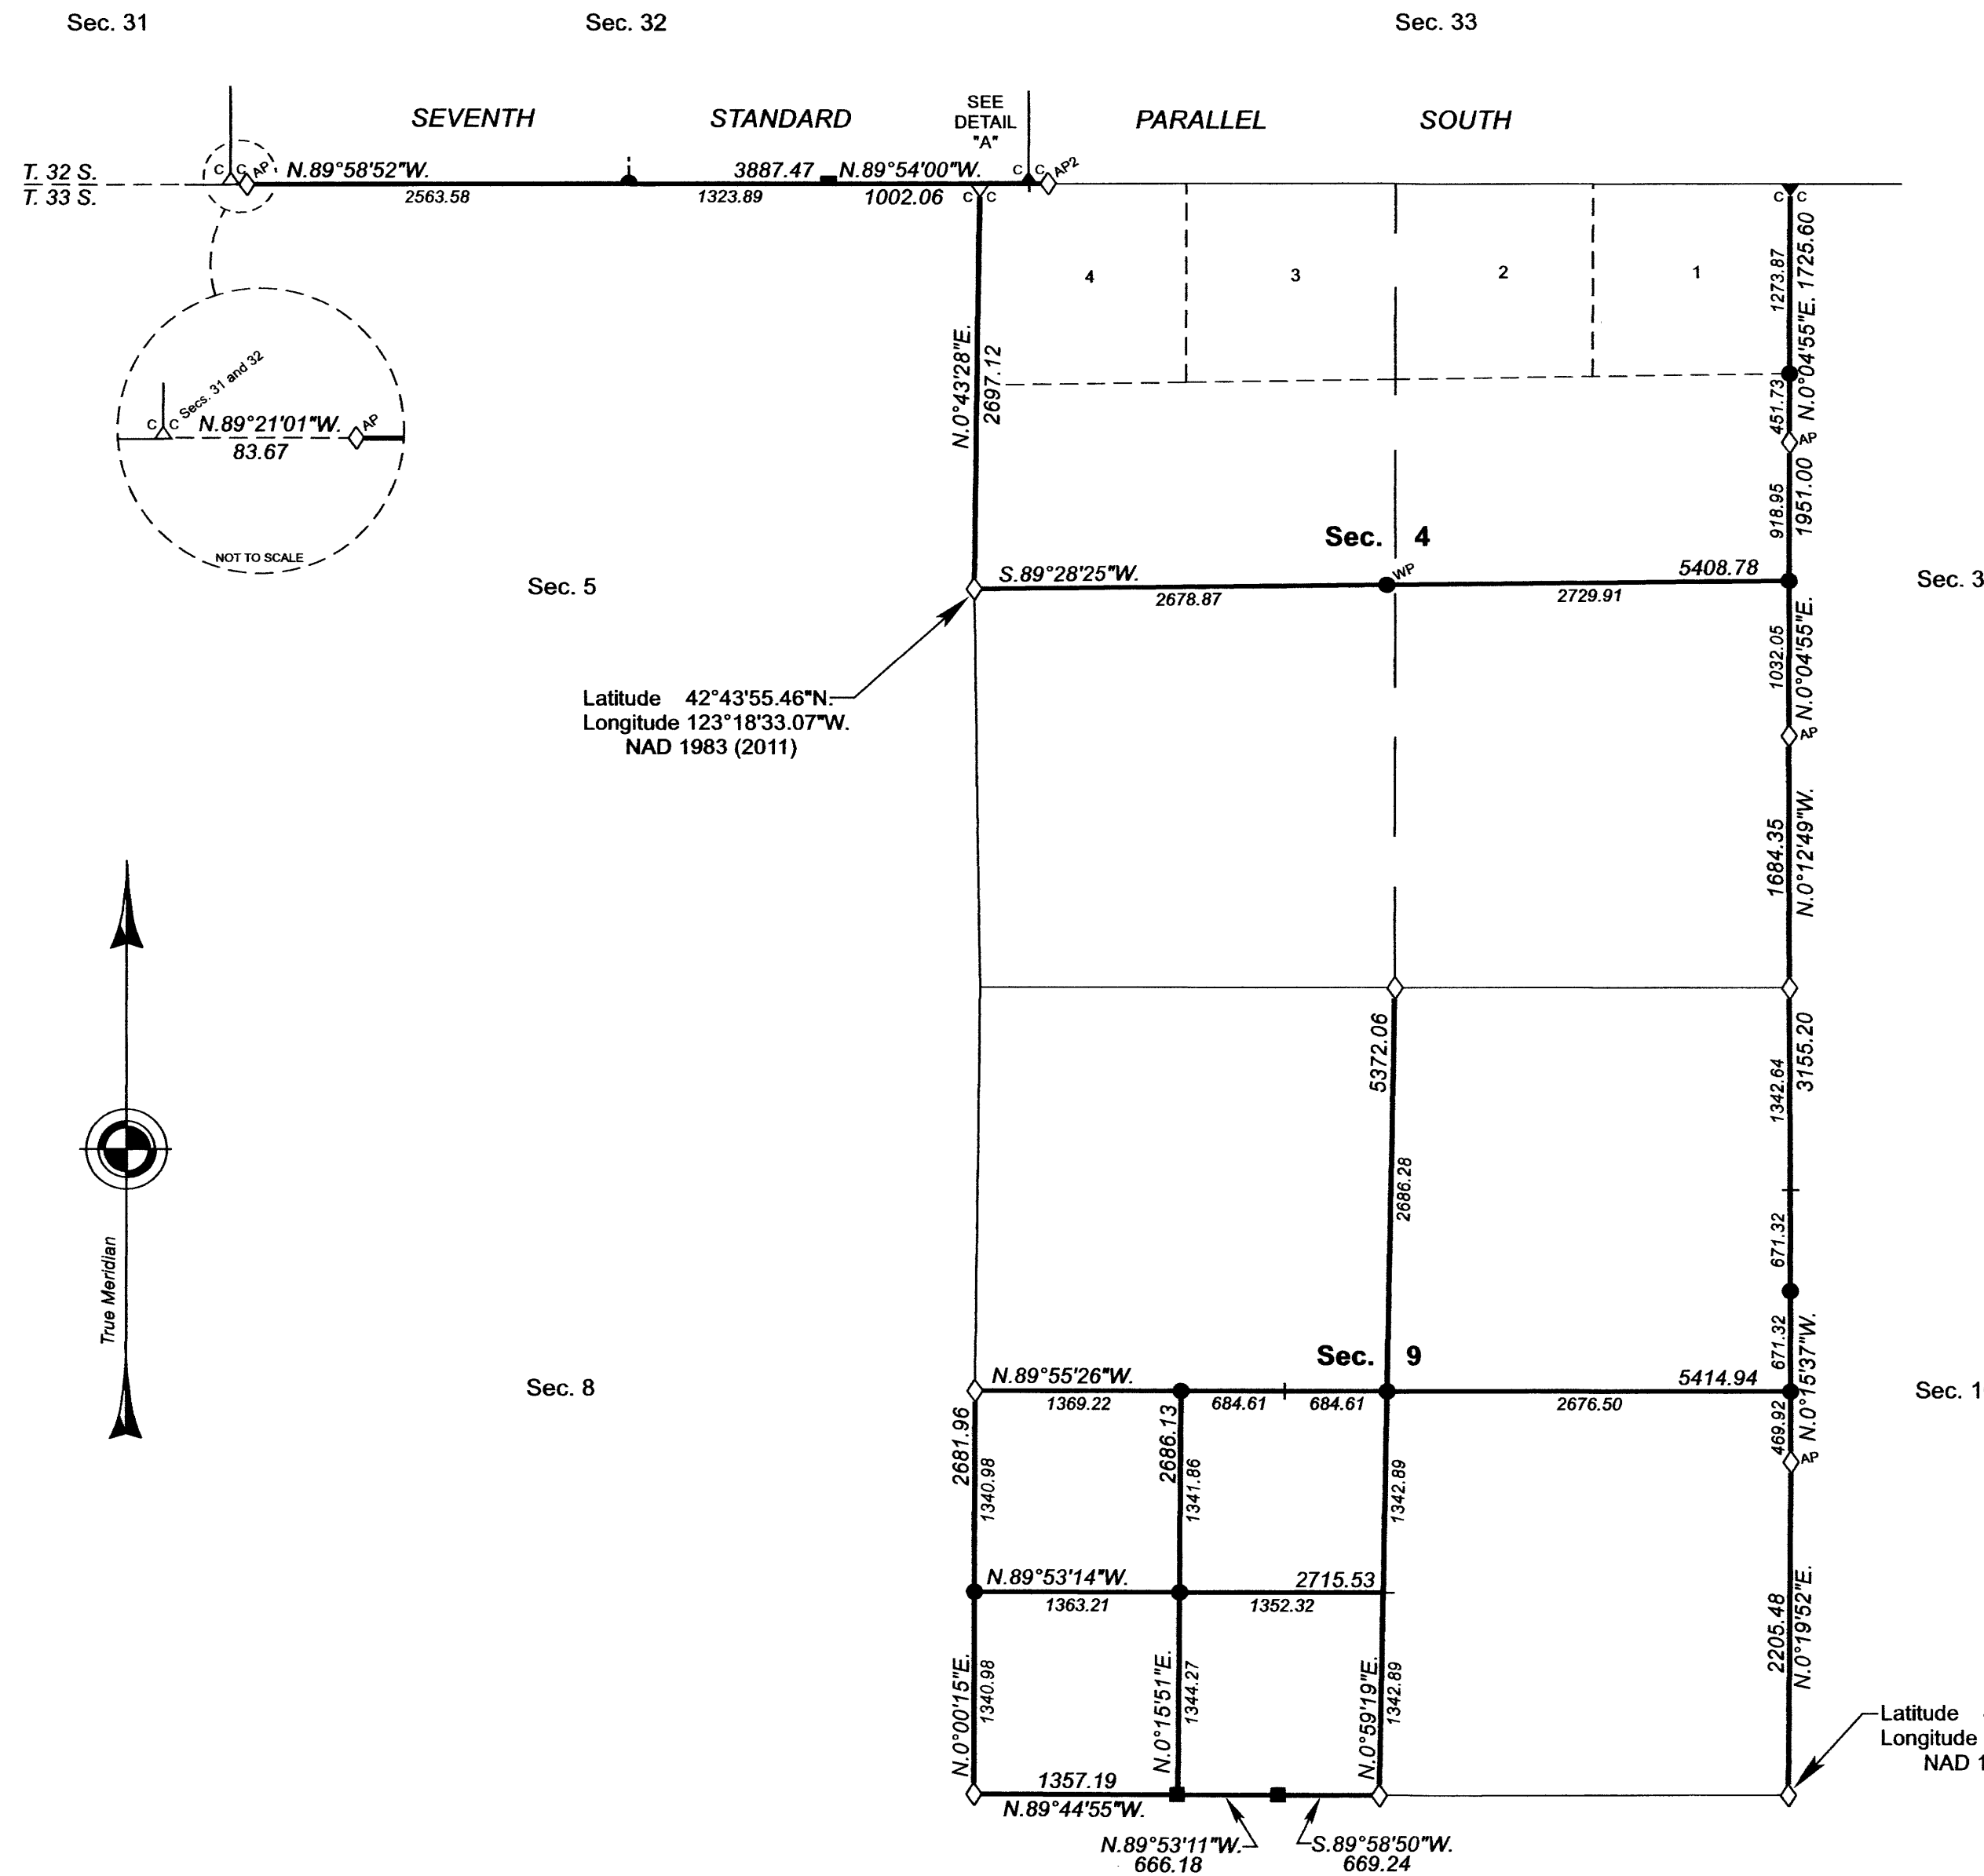 Sec. 31
Sec. 32
Sec. 33
SEVENTH STANDARD PARALLEL SOUTH
SEE
DETAIL
"A"
T. 32 S.
T. 33 S.
C C AP
N.89°58'52"W.
2563.58
3887.47
1323.89
N.89°54'00"W.
1002.06
C C AP2
C C
C C
4
3
2
1
1273.87
N.0°04'55"E. 1725.60
451.73
AP
N.0°43'28"E.
2697.12
Secs. 31 and 32
C C
N.89°21'01"W.
AP
83.67
NOT TO SCALE
918.95
1951.00
Sec. 4
Sec. 5
S.89°28'25"W.
2678.87
WP
5408.78
2729.91
Sec. 3
1032.05
N.0°04'55"E.
AP
Latitude 42°43'55.46"N.
Longitude 123°18'33.07"W.
NAD 1983 (2011)
1684.35
N.0°12'49"W.
True Meridian
5372.06
2686.28
3155.20
1342.64
671.32
671.32
N.0°15'37"W.
Sec. 9
Sec. 8
N.89°55'26"W.
1369.22
684.61
684.61
5414.94
2676.50
Sec. 1
469.92
AP
2681.96
1340.98
2686.13
1341.86
1342.89
N.89°53'14"W.
1363.21
2715.53
1352.32
N.0°00'15"E.
1340.98
N.0°15'51"E.
1344.27
N.0°59'19"E.
1342.89
2205.48
N.0°19'52"E.
Latitude
Longitude
NAD 1
1357.19
N.89°44'55"W.
N.89°53'11"W.
666.18
S.89°58'50"W.
669.24